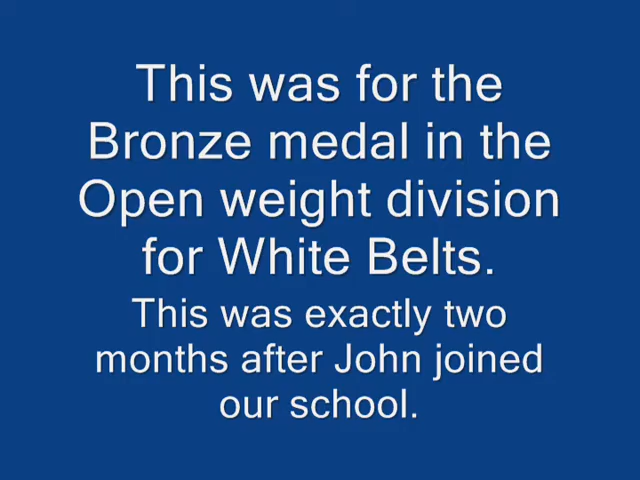 This was for the
Bronze medal in the
Open weight division
for White Belts.
This was exactly two
months after John joined
our school.